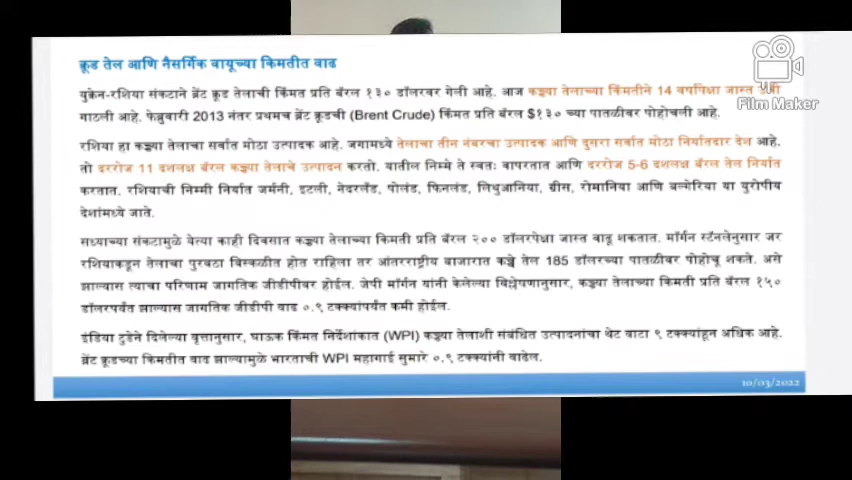 क्रूड तेल आणि नैसर्गिक वायूच्या किमतीत वाढ
युक्रेन-रशिया संकटाने ब्रेंट क्रूड तेलाची किंमत प्रति बॅरल १३० डॉलरवर गेली आहे. आज कच्च्या तेलाच्या किंमतीने 14 वर्षांपेक्षा जास्त उंची
गाठली आहे. फेब्रुवारी 2013 नंतर प्रथमच ब्रेंट क्रूडची (Brent Crude) किंमत प्रति बॅरल $१३० च्या पातळीवर पोहोचली आहे.
रशिया हा कच्च्या तेलाचा सर्वात मोठा उत्पादक आहे. जगामध्ये तेलाचा तीन नंबरचा उत्पादक आणि दुसरा सर्वात मोठा निर्यातदार देश आहे.
तो दररोज 11 दशलक्ष बॅरल कच्च्या तेलाचे उत्पादन करतो. यातील निम्मे ते स्वतः वापरतात आणि दररोज 5-6 दशलक्ष बॅरल तेल निर्यात
करतात. रशियाची निम्मी निर्यात जर्मनी, इटली, नेदरलँड, पोलंड, फिनलंड, लिथुआनिया, ग्रीस, रोमानिया आणि बल्गेरिया या युरोपीय
देशांमध्ये जाते.
सध्याच्या संकटामुळे येत्या काही दिवसात कच्च्या तेलाच्या किमती प्रति बॅरल २०० डॉलरपेक्षा जास्त वाढू शकतात. मॉर्गन स्टॅनलेनुसार जर
रशियाकडून तेलाचा पुरवठा विस्कळीत होत राहिला तर आंतरराष्ट्रीय बाजारात कच्चे तेल 185 डॉलरच्या पातळीवर पोहोचू शकते. असे
झाल्यास त्याचा परिणाम जागतिक जीडीपीवर होईल. जेपी मॉर्गन यांनी केलेल्या विश्लेषणानुसार, कच्च्या तेलाच्या किमती प्रति बॅरल १५०
डॉलरपर्यंत झाल्यास जागतिक जीडीपी वाढ ०.९ टक्क्यांपर्यंत कमी होईल.
इंडिया टुडेने दिलेल्या वृत्तानुसार, घाऊक किंमत निर्देशांकात (WPI) कच्च्या तेलाशी संबंधित उत्पादनांचा थेट वाटा ९ टक्क्यांहून अधिक आहे.
ब्रेंट क्रूडच्या किमतीत वाढ झाल्यामुळे भारताची WPI महागाई सुमारे ०.९ टक्क्यांनी वाढेल.
10/03/2022
VIP
Film Maker